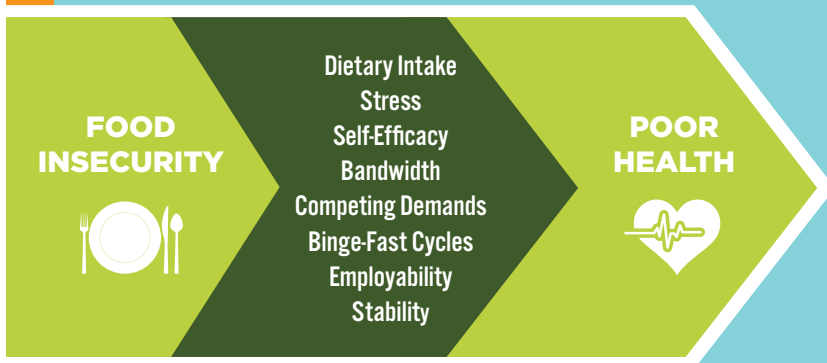 FOOD
INSECURITY
Dietary Intake
Stress
Self-Efficacy
Bandwidth
Competing Demands
Binge-Fast Cycles
Employability
Stability
POOR
HEALTH